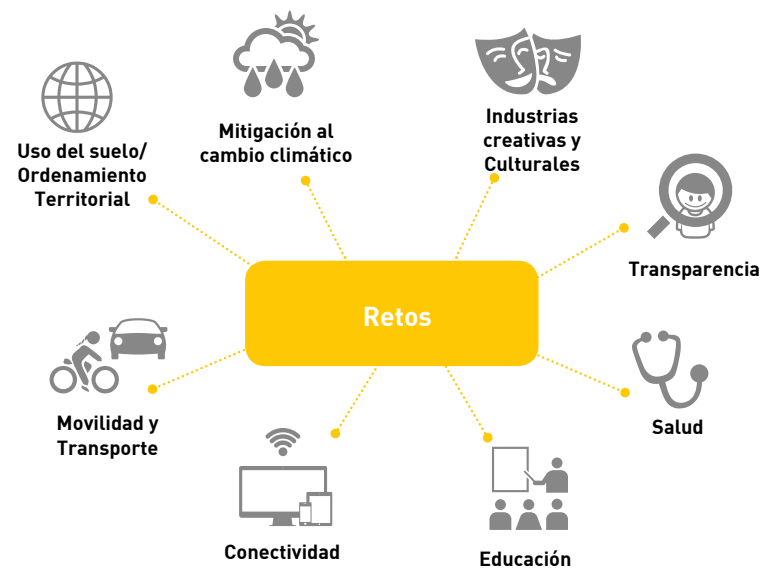 Uso del suelo/
Ordenamiento
Territorial
Mitigación al
cambio climático
Industrias
creativas y
Culturales
Transparencia
Retos
Movilidad y
Transporte
Salud
Conectividad
Educación